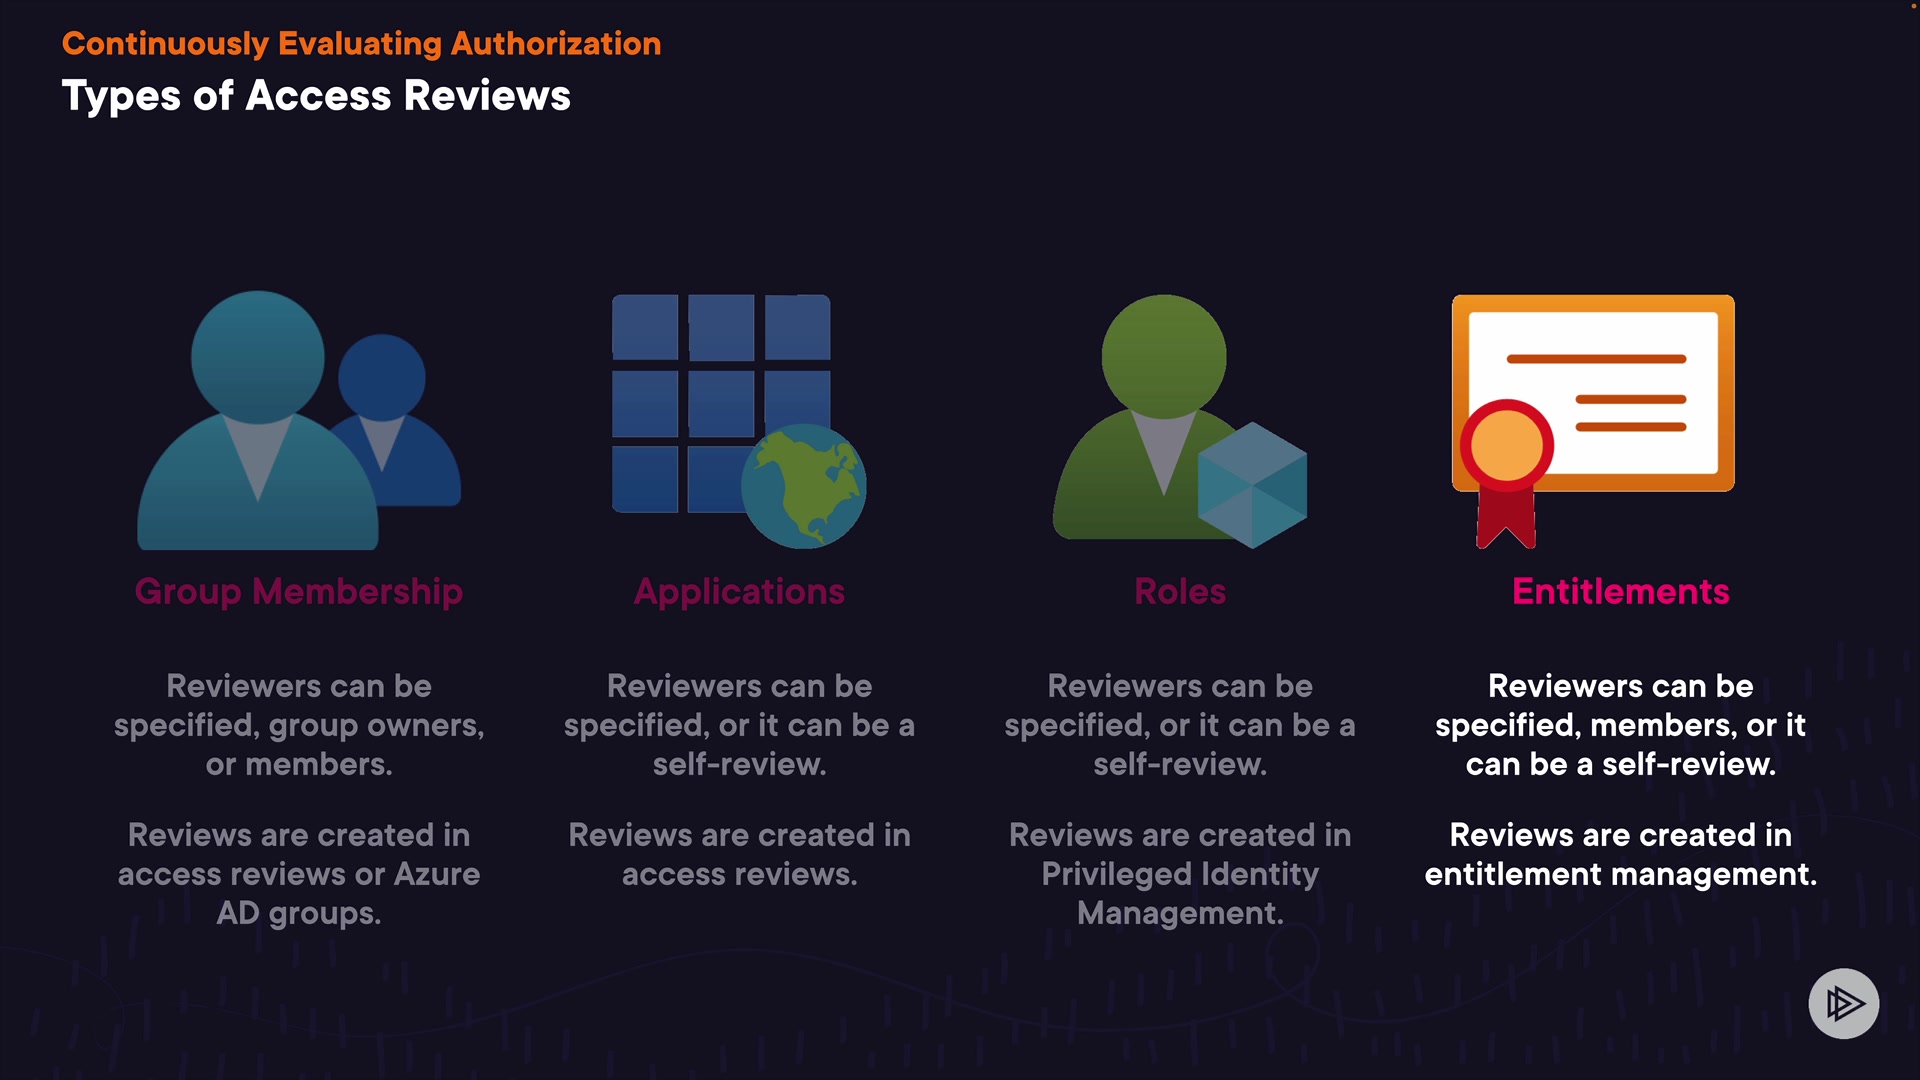 Continuously Evaluating Authorization
Types of Access Reviews
Group Membership
Reviewers can be
specified, group owners,
or members.
Reviews are created in
access reviews or Azure
AD groups.
Applications
Reviewers can be
specified, or it can be a
self-review.
Reviews are created in
access reviews.
Roles
Reviewers can be
specified, or it can be a
self-review.
Reviews are created in
Privileged Identity
Management.
Entitlements
Reviewers can be
specified, members, or it
can be a self-review.
Reviews are created in
entitlement management.